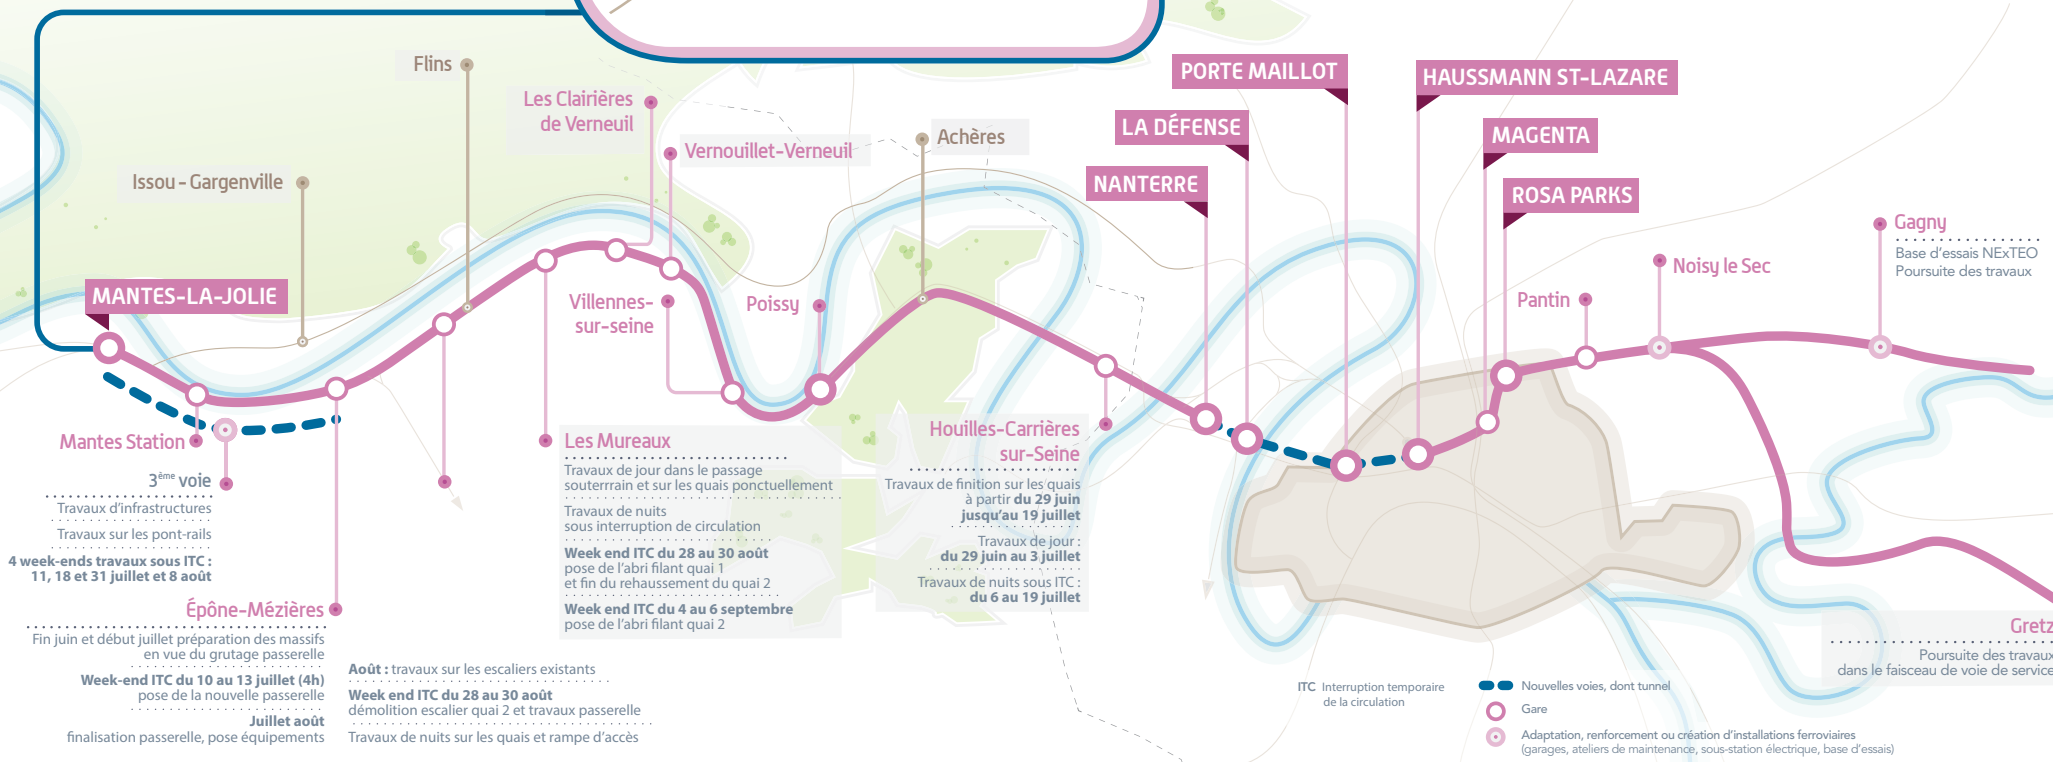 Flins
Les Clairières
de Verneuil
Vernouillet-Verneuil
Issou - Gargenville
Achères
PORTE MAILLOT
HAUSSMANN ST-LAZARE
LA DÉFENSE
MAGENTA
NANTERRE
ROSA PARKS
Gagny
Base d'essais NExTEO
Poursuite des travaux
Noisy le Sec
Pantin
MANTES-LA-JOLIE
Villennes-
sur-seine
Poissy
Mantes Station
3ème voie
Travaux d'infrastructures
Travaux sur les pont-rails
4 week-ends travaux sous ITC :
11, 18 et 31 juillet et 8 août
Épône-Mézières
Fin juin et début juillet préparation des massifs
en vue du grutage passerelle
Week-end ITC du 10 au 13 juillet (4h)
pose de la nouvelle passerelle
Juillet août
finalisation passerelle, pose équipements
Août : travaux sur les escaliers existants
Week end ITC du 28 au 30 août
démolition escalier quai 2 et travaux passerelle
Travaux de nuits sur les quais et rampe d'accès
Les Mureaux
Travaux de jour dans le passage
souterrrain et sur les quais ponctuellement
Travaux de nuits
sous interruption de circulation
Week end ITC du 28 au 30 août
pose de l'abri filant quai 1
et fin du rehaussement du quai 2
Week end ITC du 4 au 6 septembre
pose de l'abri filant quai 2
Houilles-Carrières
sur-Seine
Travaux de finition sur les quais
à partir du 29 juin
jusqu'au 19 juillet
Travaux de jour :
du 29 juin au 3 juillet
Travaux de nuits sous ITC :
du 6 au 19 juillet
Gretz
Poursuite des travaux
dans le faisceau de voie de service
ITC Interruption temporaire
de la circulation
Nouvelles voies, dont tunnel
Gare
Adaptation, renforcement ou création d'installations ferroviaires
(garages, ateliers de maintenance, sous-station électrique, base d'essais)